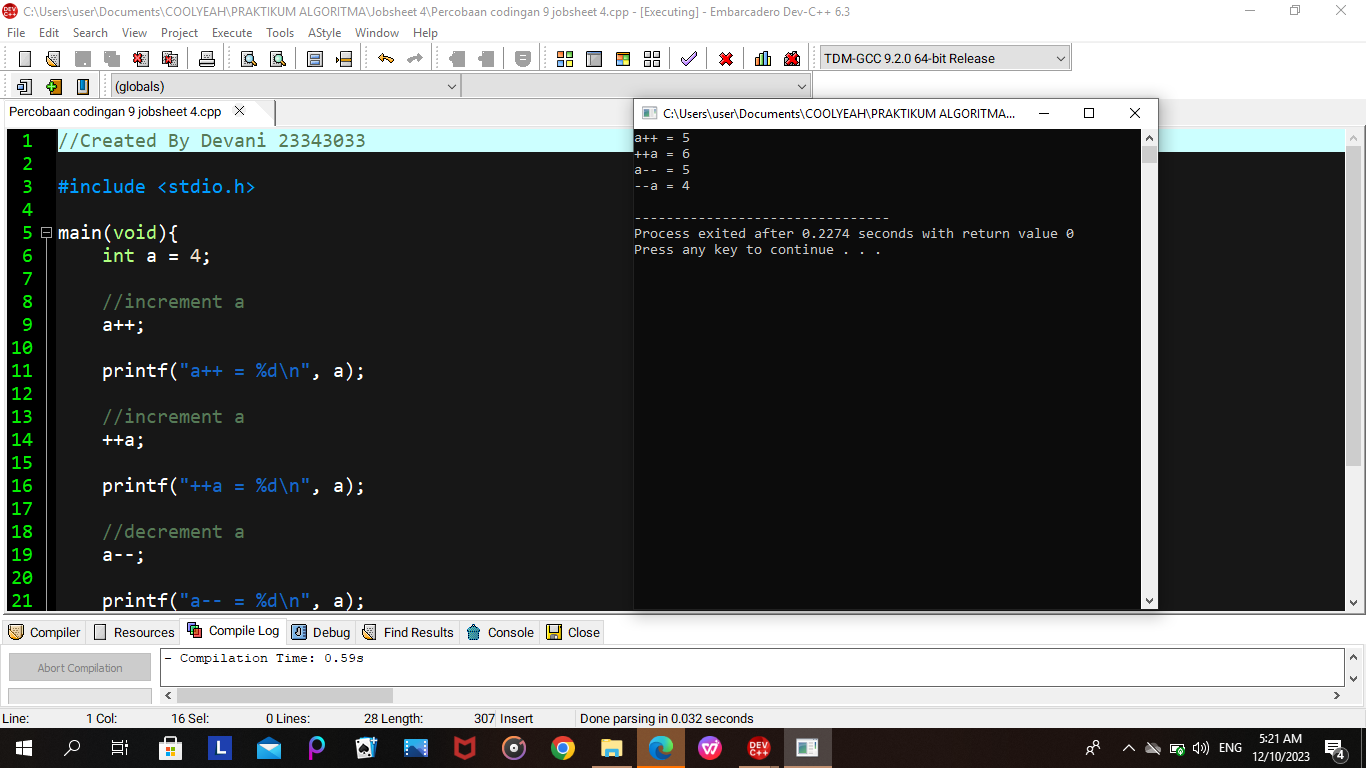 C:\Users\user\Documents\COOLYEAH\PRAKTIKUM ALGORITMA\Jobsheet 4\Percobaan codingan 9 jobsheet 4.cpp - [Executing] - Embarcadero Dev-C++ 6.3
File Edit Search View Project Execute Tools AStyle Window Help
TDM-GCC 9.2.0 64-bit Release
(globals)
Percobaan codingan 9 jobsheet 4.cpp
1 //Created By Devani 23343033
2
3 #include <stdio.h>
4
5 main(void){
6 int a = 4;
7
8 //increment a
9 a++;
10
11 printf("a++ = %d\n", a);
12
13 //increment a
14 ++a;
15
16 printf("++a = %d\n", a);
17
18 //decrement a
19 a--;
20
21 printf("a-- = %d\n", a);
C:\Users\user\Documents\COOLYEAH\PRAKTIKUM ALGORITMA...
a++ = 5
++a = 6
a-- = 5
--a = 4
--------------------------------
Process exited after 0.2274 seconds with return value 0
Press any key to continue . . .
Compiler Resources Compile Log Debug Find Results Console Close
Abort Compilation
- Compilation Time: 0.59s
Line: 1 Col: 16 Sel: 0 Lines: 28 Length: 307 Insert Done parsing in 0.032 seconds
L
DEV C++
ENG
5:21 AM
12/10/2023
4